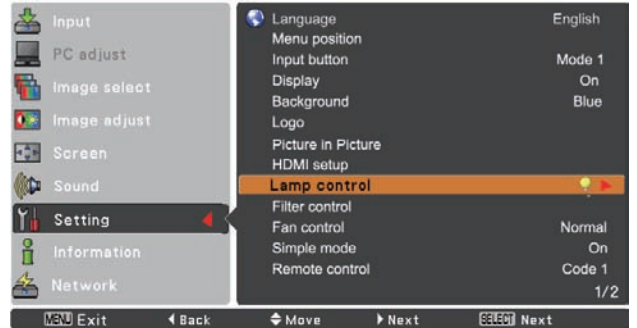 Input
PC adjust
Image select
Image adjust
Screen
Sound
Setting
Information
Network
Language English
Menu position
Input button Mode 1
Display On
Background Blue
Logo
Picture in Picture
HDMI setup
Lamp control
Filter control
Fan control Normal
Simple mode On
Remote control Code 1
1/2
MENU Exit Back Move Next SELECT Next